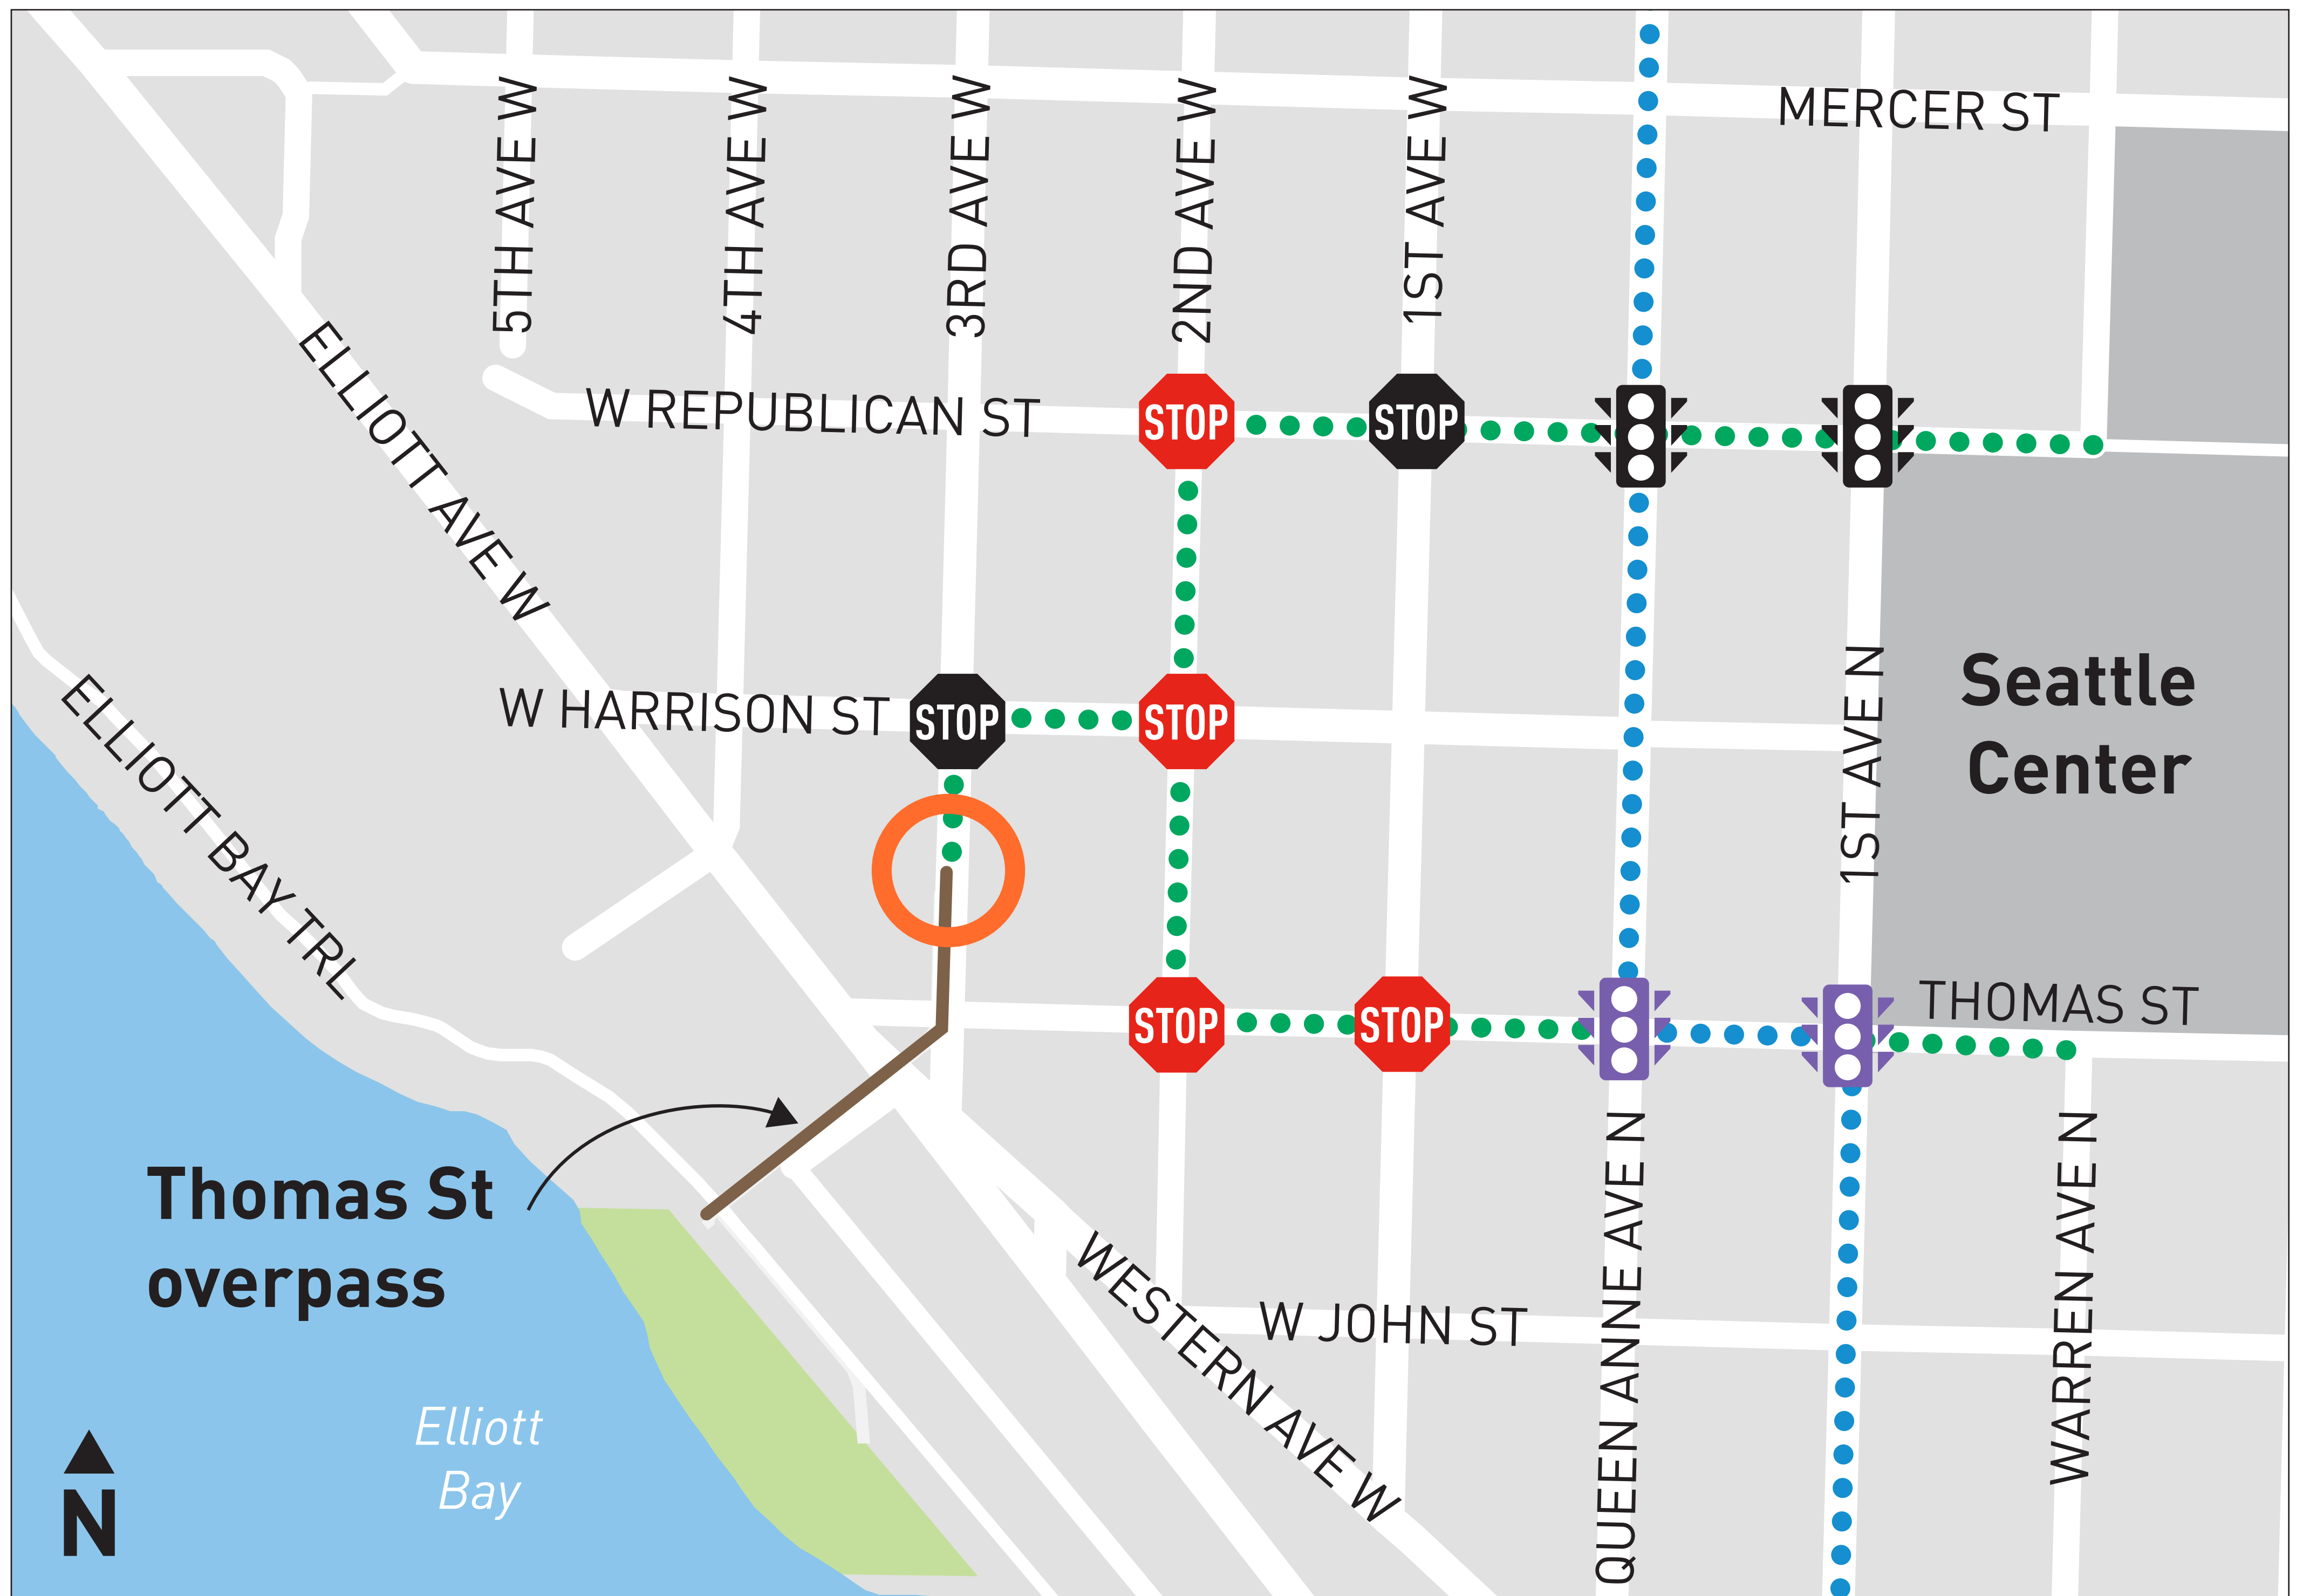 5TH AVE W
4TH AVE W
3RD AVE W
2ND AVE W
1ST AVE W
MERCER ST
W REPUBLICAN ST
STOP
STOP
ELLIOTT AVE W
Seattle
Center
W HARRISON ST
STOP
STOP
1ST AVE N
ELLIOTT BAY TRL
THOMAS ST
STOP
STOP
Thomas St
overpass
WESTERN AVE W
W JOHN ST
QUEEN ANNE AVE N
WARREN AVE N
Elliott
Bay
N